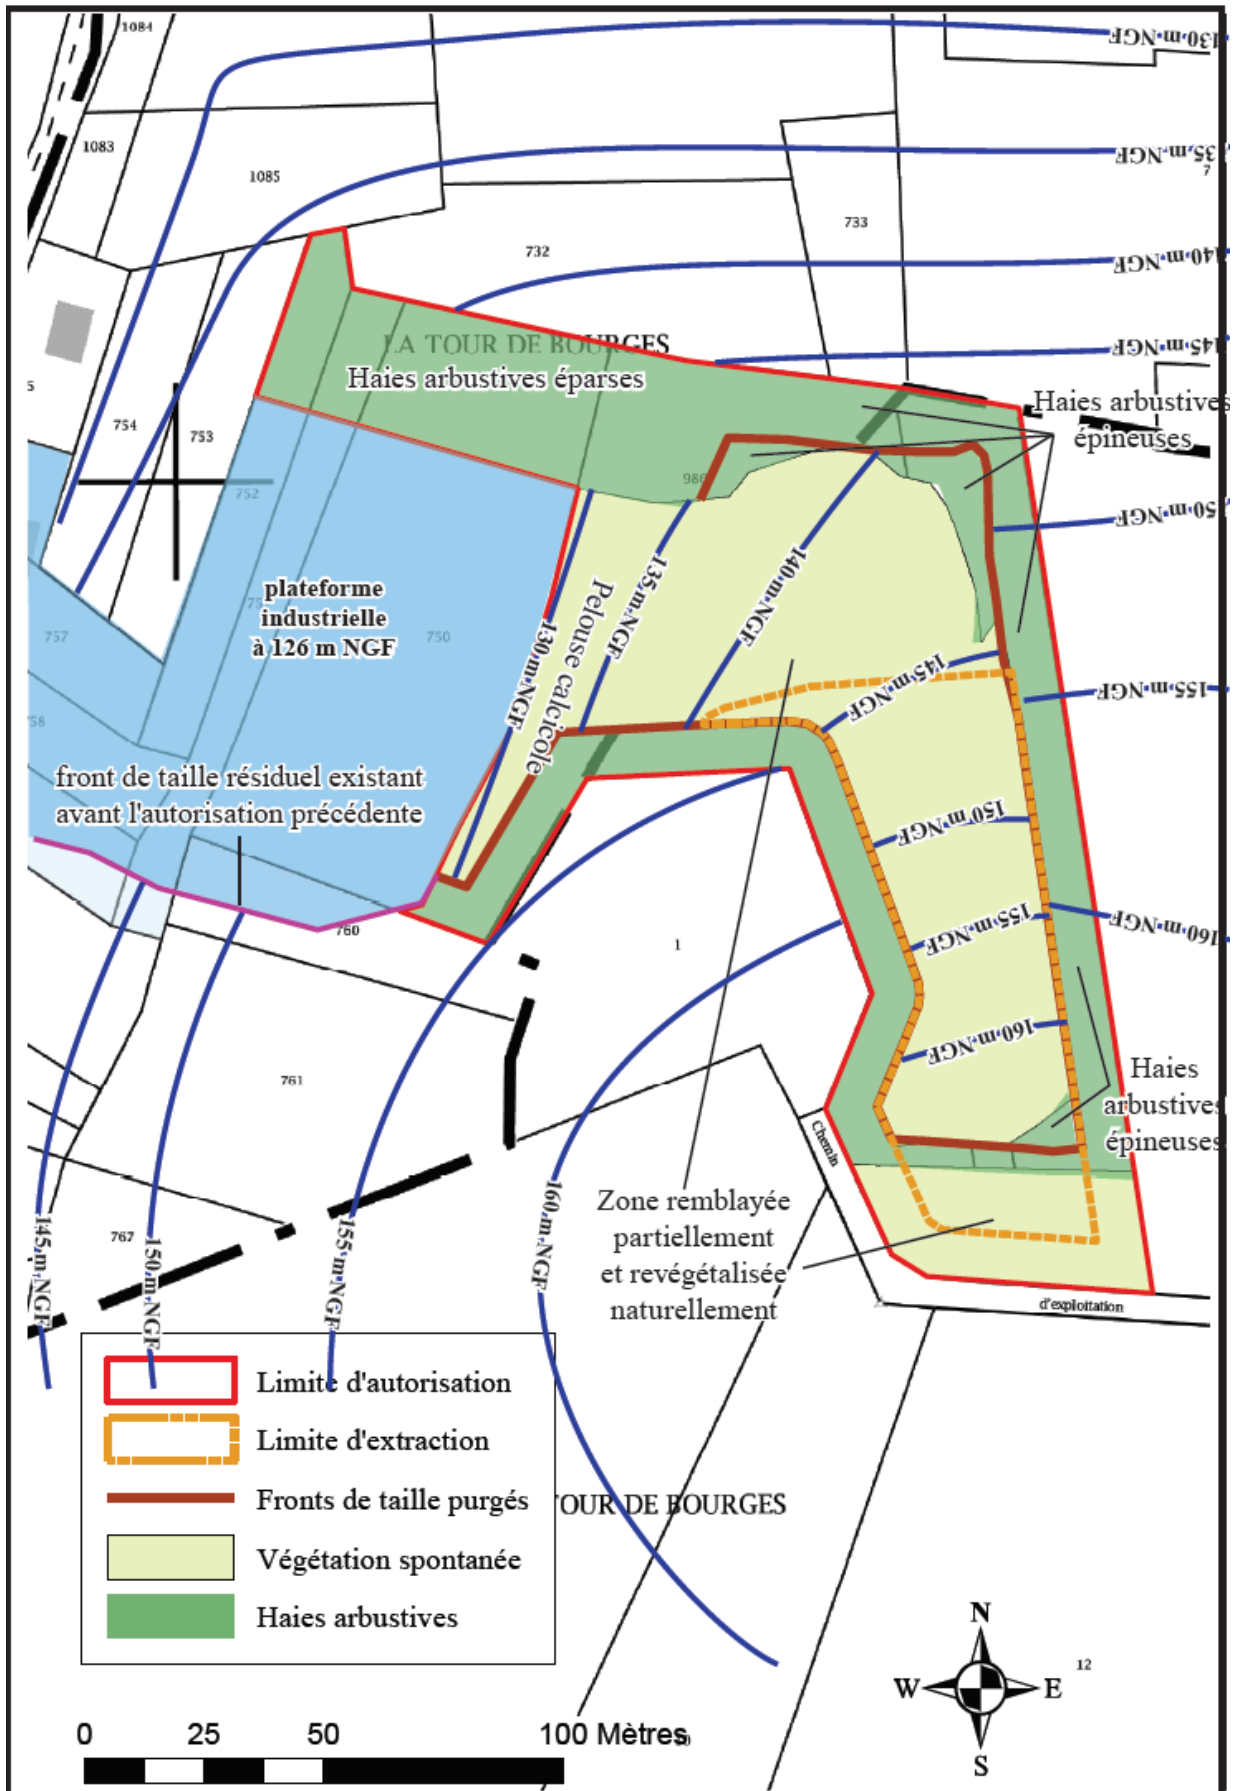 1084
130 m NGF
1083
135 m NGF
7
1085
733
732
140 m NGF
LA TOUR DE BOURGES
145 m NGF
Haies arbustives éparses
5
Haies arbustives
épineuses
754
753
752
986
150 m NGF
plateforme
industrielle
à 126 m NGF
757
750
135 m NGF
140 m NGF
Pelouse calcicole
130 m NGF
145 m NGF
155 m NGF
758
front de taille résiduel existant
avant l'autorisation précédente
150 m NGF
760
1
155 m NGF
160 m NGF
160 m NGF
761
Haies
arbustives
épineuses
Chemin
Zone remblayée
partiellement
et revégétalisée
naturellement
767
145 m NGF
150 m NGF
155 m NGF
160 m NGF
d'exploitation
Limite d'autorisation
Limite d'extraction
Fronts de taille purgés
TOUR DE BOURGES
Végétation spontanée
Haies arbustives
N
W
E
S
12
0 25 50 100 Mètres